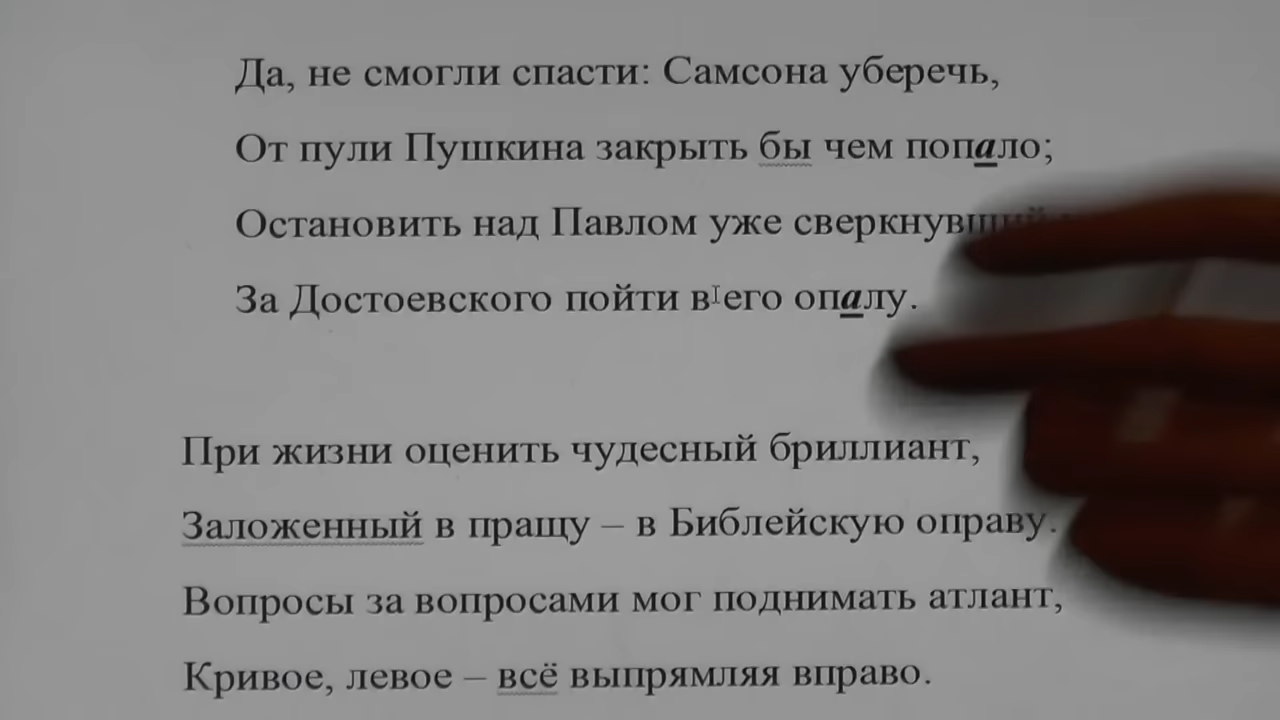 Да, не смогли спасти: Самсона уберечь,
От пули Пушкина закрыть бы чем попало;
Остановить над Павлом уже сверкнувший
За Достоевского пойти в его опалу.
При жизни оценить чудесный бриллиант,
Заложенный в пращу – в Библейскую оправу.
Вопросы за вопросами мог поднимать атлант,
Кривое, левое – всё выпрямляя вправо.